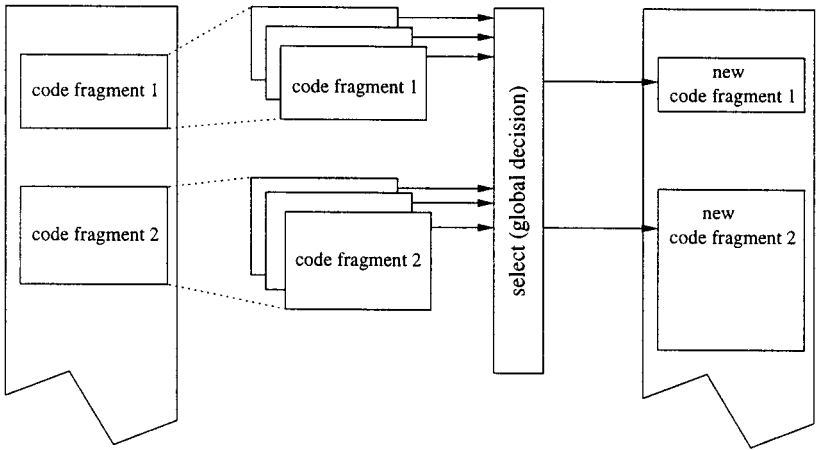 code fragment 1
code fragment 2
code fragment 1
code fragment 2
select (global decision)
new
code fragment 1
new
code fragment 2